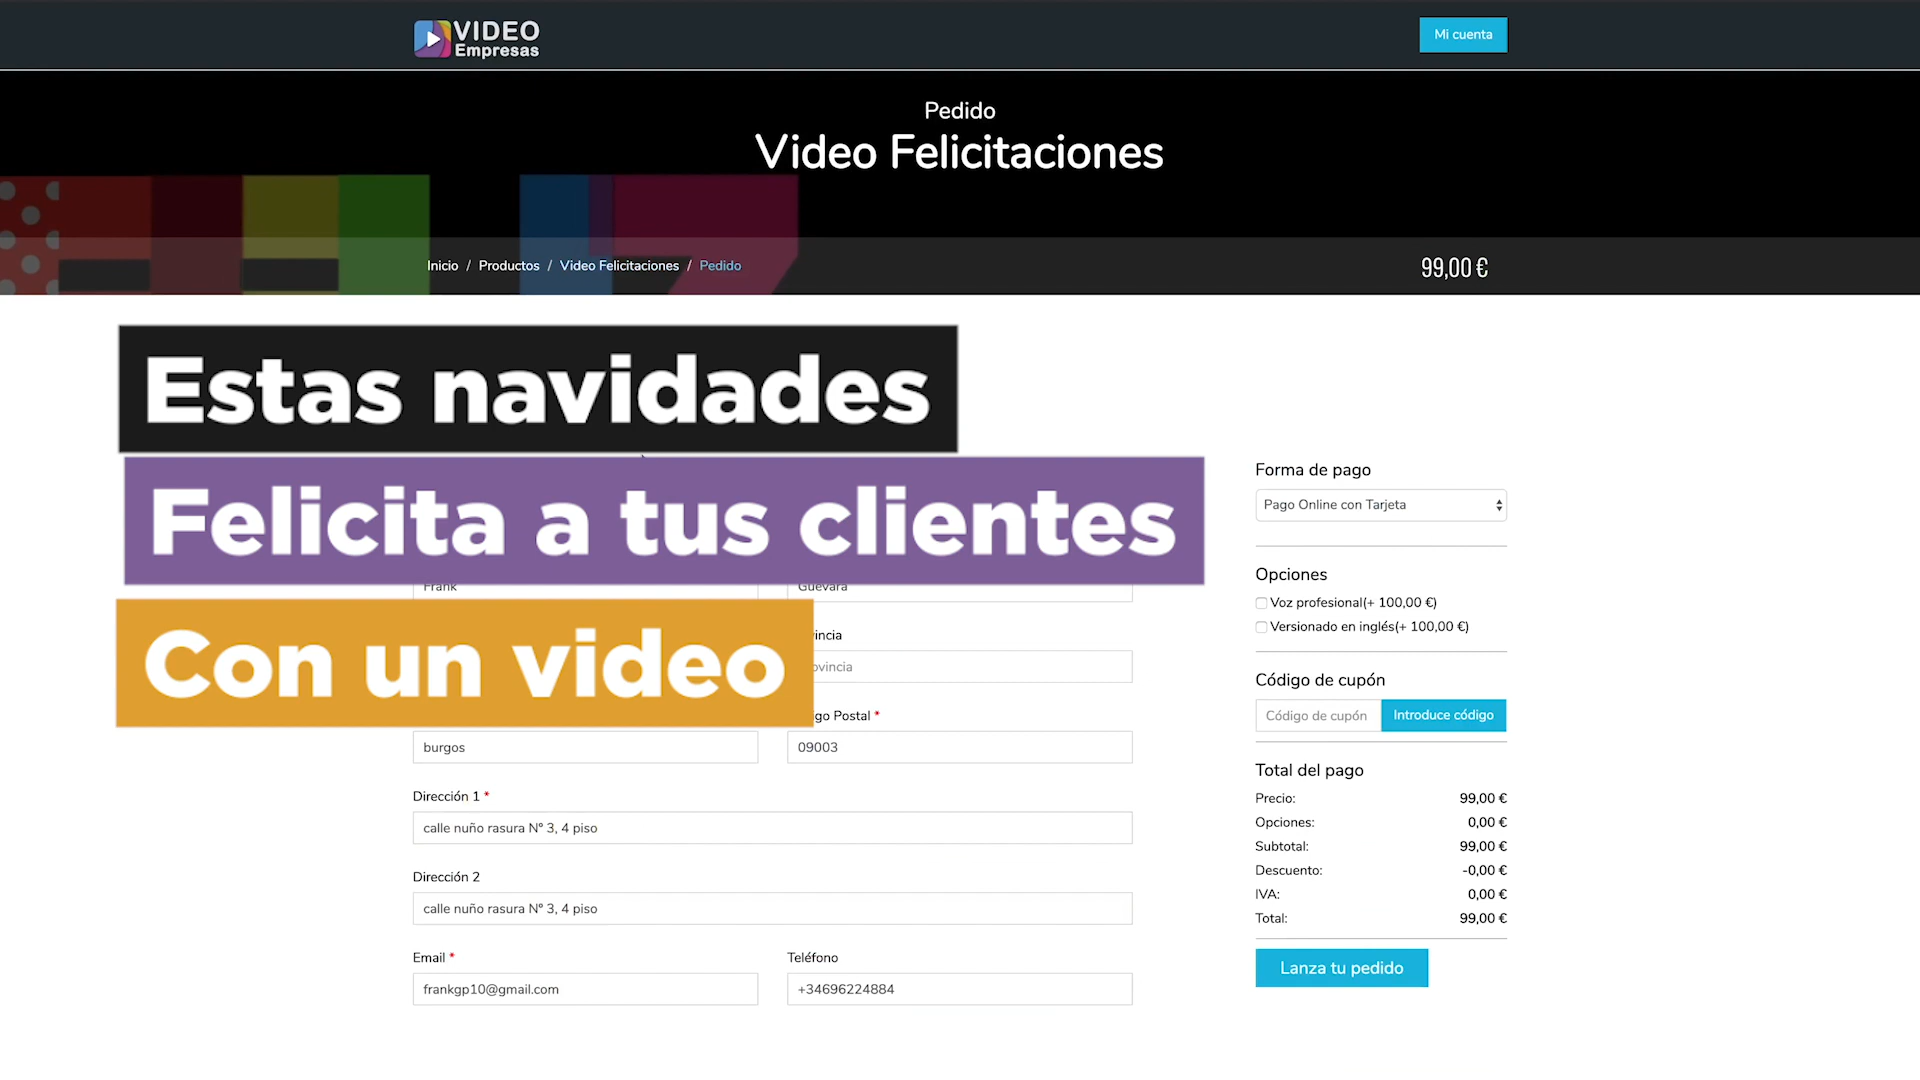 VIDEO
Empresas
Mi cuenta
Pedido
Video Felicitaciones
Inicio / Productos / Video Felicitaciones / Pedido
99,00 €
Estas navidades
Felicita a tus clientes
Con un video
Frank
Guevara
vincia
ovincia
igo Postal *
burgos
09003
Dirección 1 *
calle nuño rasura Nº 3, 4 piso
Dirección 2
calle nuño rasura Nº 3, 4 piso
Email *
Teléfono
frankgp10@gmail.com
+34696224884
Forma de pago
Pago Online con Tarjeta
Opciones
Voz profesional(+ 100,00 €)
Versionado en inglés(+ 100,00 €)
Código de cupón
Código de cupón
Introduce código
Total del pago
Precio: 99,00 €
Opciones: 0,00 €
Subtotal: 99,00 €
Descuento: -0,00 €
IVA: 0,00 €
Total: 99,00 €
Lanza tu pedido